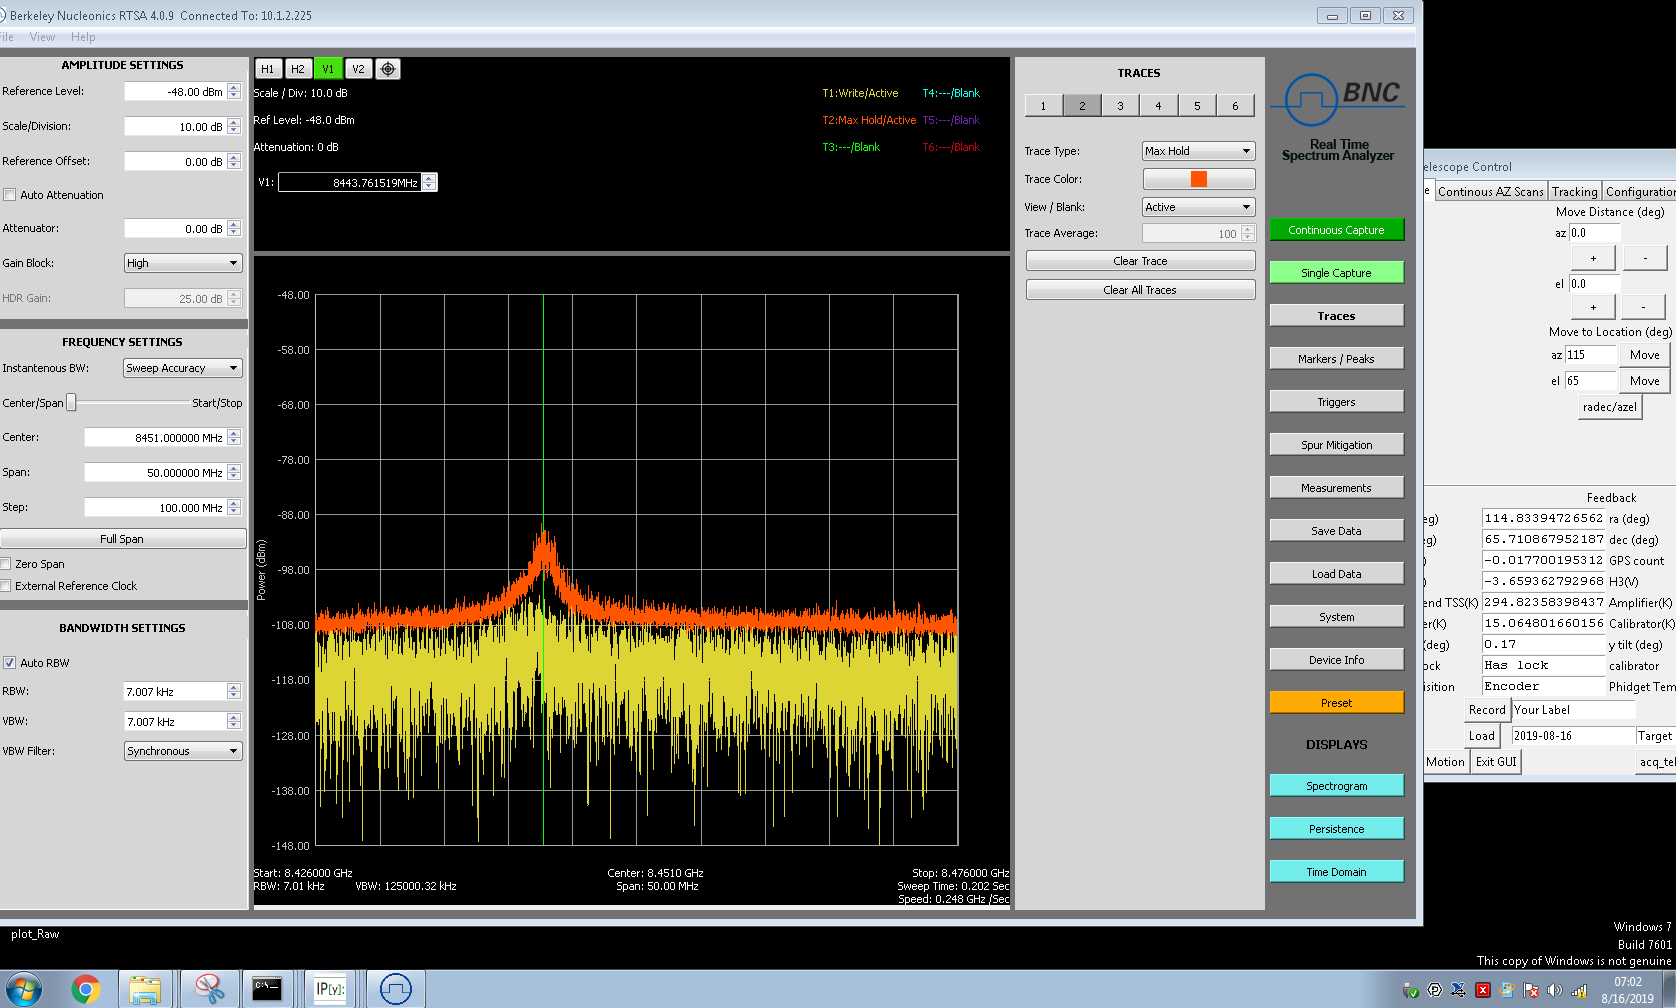 Berkeley Nucleonics RTSA 4.0.9  Connected To: 10.1.2.225
File View Help
AMPLITUDE SETTINGS
Reference Level: -48.00 dBm
Scale/Division: 10.00 dB
Reference Offset: 0.00 dB
Auto Attenuation
Attenuator: 0.00 dB
Gain Block: High
HDR Gain: 25.00 dB
FREQUENCY SETTINGS
Instantenous BW: Sweep Accuracy
Center/Span Start/Stop
Center: 8451.000000 MHz
Span: 50.000000 MHz
Step: 100.000 MHz
Full Span
Zero Span
External Reference Clock
BANDWIDTH SETTINGS
Auto RBW
RBW: 7.007 kHz
VBW: 7.007 kHz
VBW Filter: Synchronous
H1 H2 V1 V2
Scale / Div: 10.0 dB
Ref Level: -48.0 dBm
Attenuation: 0 dB
T1:Write/Active T4:---/Blank
T2:Max Hold/Active T5:---/Blank
T3:---/Blank T6:---/Blank
V1: 8443.761519MHz
-48.00
-58.00
-68.00
-78.00
-88.00
-98.00
-108.00
-118.00
-128.00
-138.00
-148.00
Power (dBm)
Start: 8.426000 GHz Center: 8.4510 GHz Stop: 8.476000 GHz
RBW: 7.01 kHz VBW: 125000.32 kHz Span: 50.00 MHz Sweep Time: 0.202 Sec
Speed: 0.248 GHz /Sec
TRACES
1 2 3 4 5 6
Trace Type: Max Hold
Trace Color:
View / Blank: Active
Trace Average: 100
Clear Trace
Clear All Traces
BNC
Real Time
Spectrum Analyzer
Continuous Capture
Single Capture
Traces
Markers / Peaks
Triggers
Spur Mitigation
Measurements
Save Data
Load Data
System
Device Info
Preset
DISPLAYS
Spectrogram
Persistence
Time Domain
elescope Control
e Continous AZ Scans Tracking Configuratior
Move Distance (deg)
az 0.0
+ -
el 0.0
+ -
Move to Location (deg)
az 115 Move
el 65 Move
radec/azel
Feedback
eg) 114.83394726562 ra (deg)
g) 65.710867952187 dec (deg)
) -0.017700195312 GPS count
) -3.659362792968 H3(V)
end TSS(K) 294.82358398437 Amplifier(K)
er(K) 15.064801660156 Calibrator(K)
(deg) 0.17 y tilt (deg)
ock Has lock calibrator
isition Encoder Phidget Tem
Record Your Label
Load 2019-08-16 Target
Motion Exit GUI acq_tel
plot_Raw
Windows 7
Build 7601
This copy of Windows is not genuine
C:\_
IP[y]:
07:02
8/16/2019